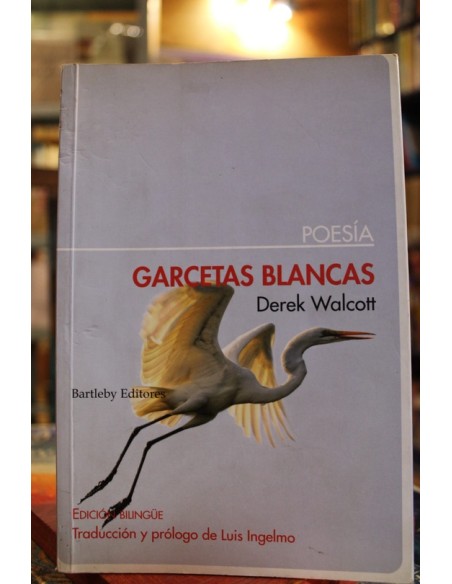 POESÍA
GARCETAS BLANCAS
Derek Walcott
Bartleby Editores
EDICIÓN BILINGÜE
Traducción y prólogo de Luis Ingelmo